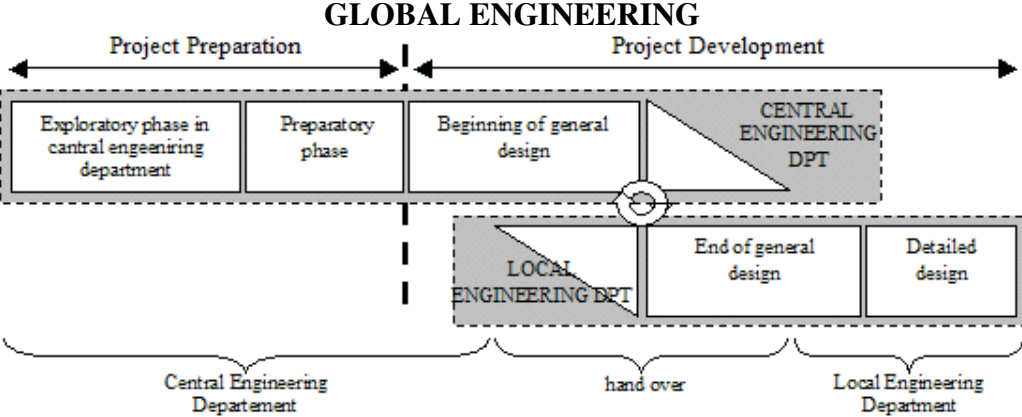 GLOBAL ENGINEERING
Project Preparation
Project Development
Exploratory phase in
cantral engeeniring
department
Preparatory
phase
Beginning of general
design
CENTRAL
ENGINEERING
DPT
LOCAL
ENGINEERING DPT
End of general
design
Detailed
design
Central Engineering
Departement
hand over
Local Engineering
Department